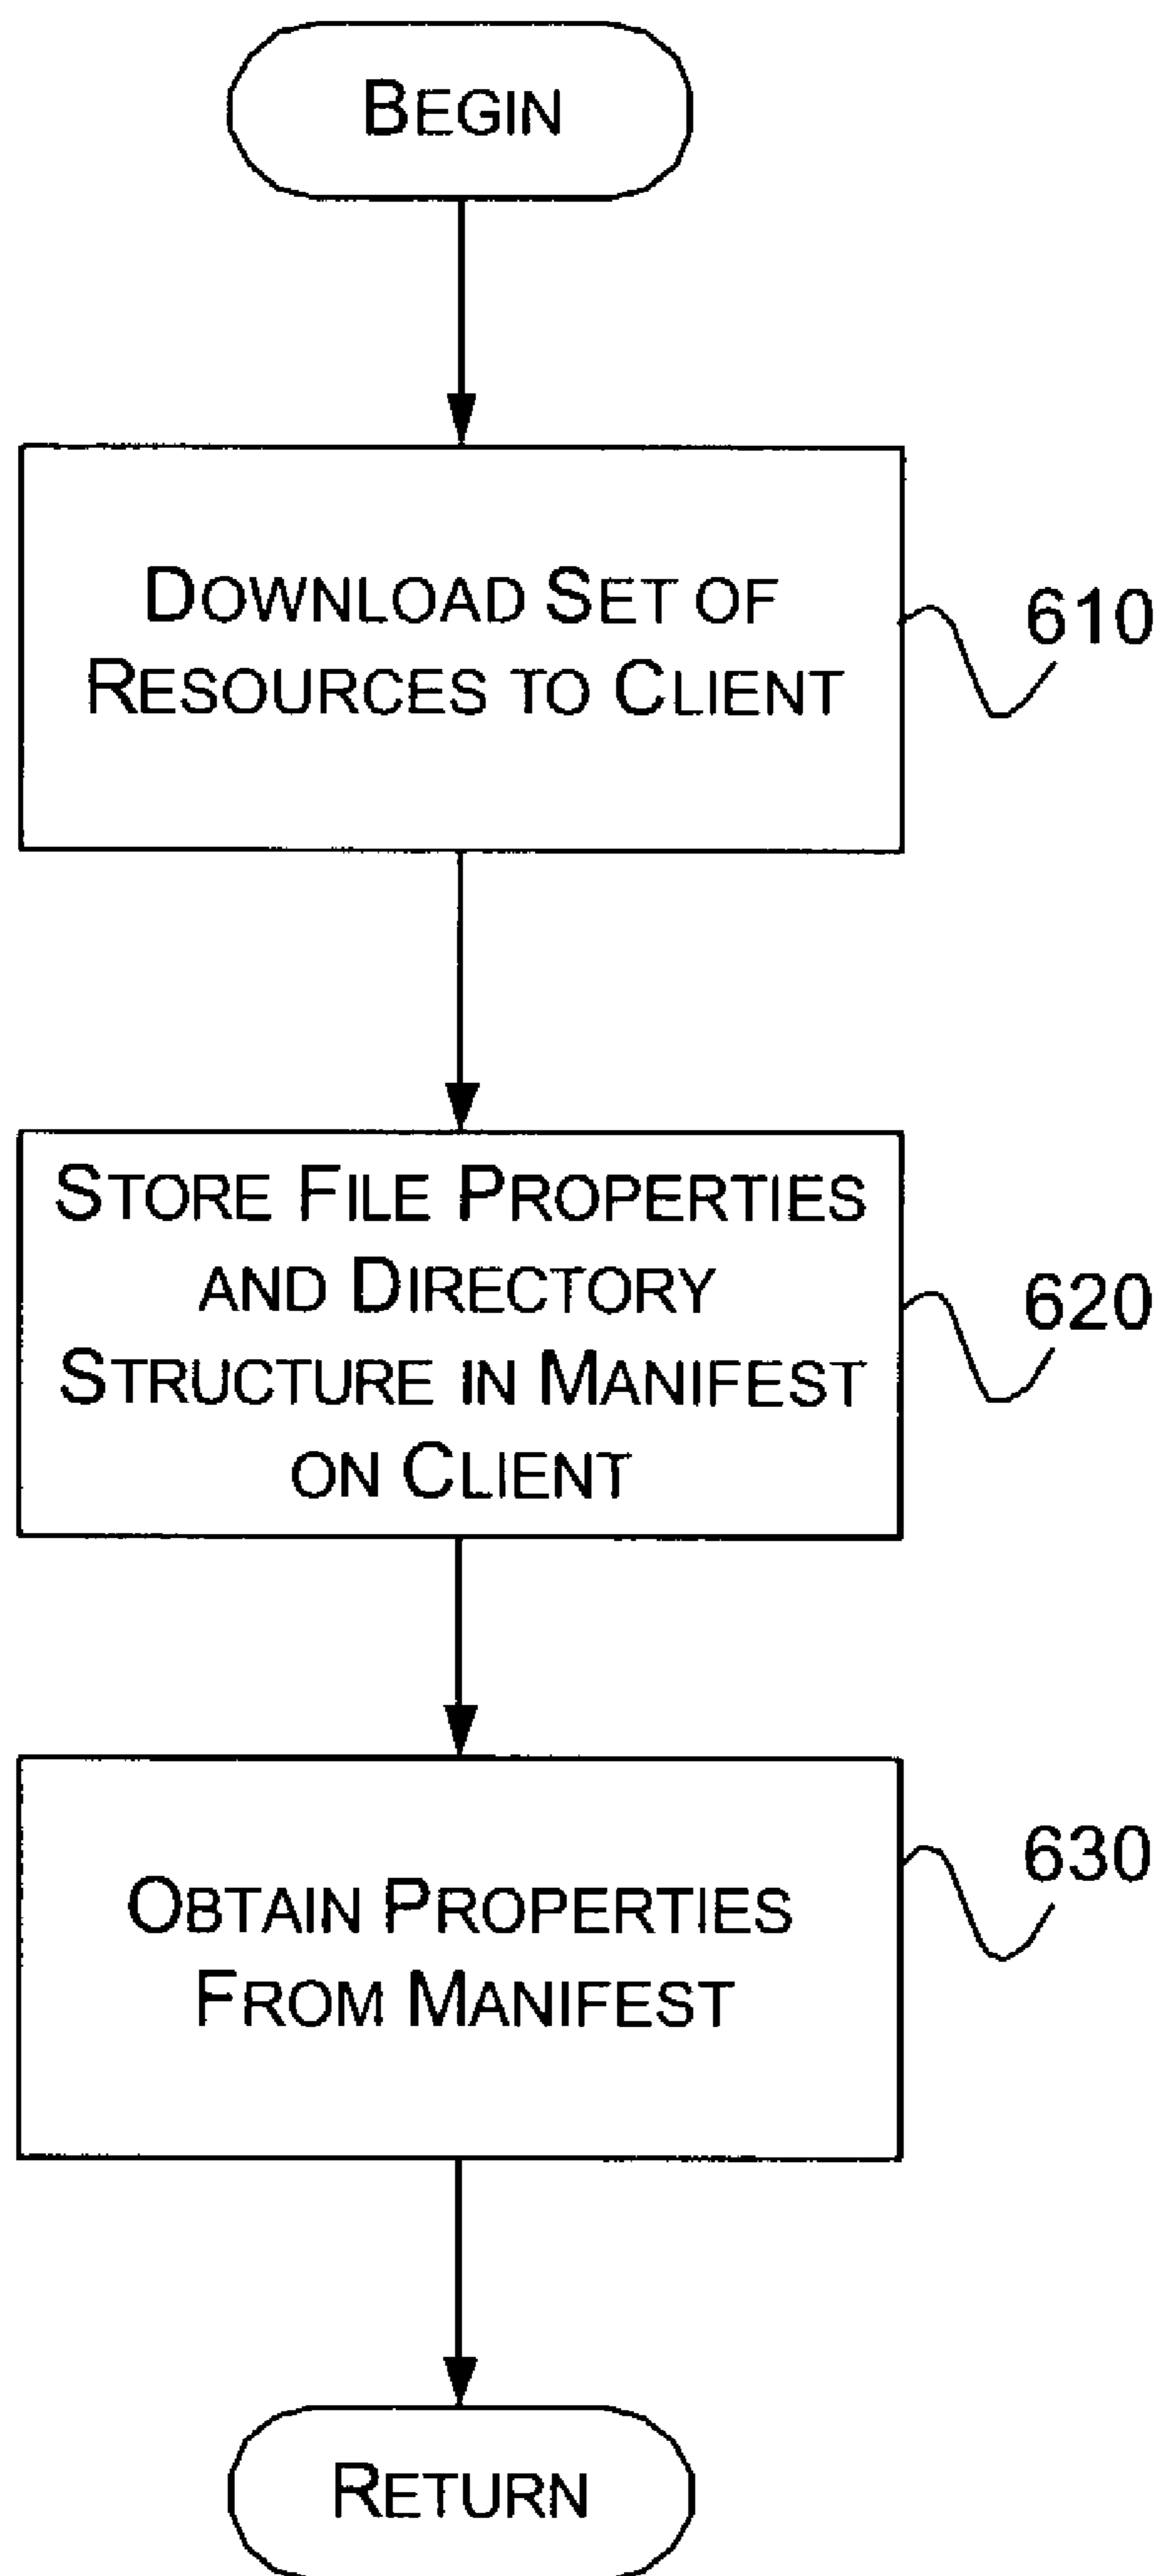 BEGIN
DOWNLOAD SET OF
RESOURCES TO CLIENT
610
STORE FILE PROPERTIES
AND DIRECTORY
STRUCTURE IN MANIFEST
ON CLIENT
620
OBTAIN PROPERTIES
FROM MANIFEST
630
RETURN